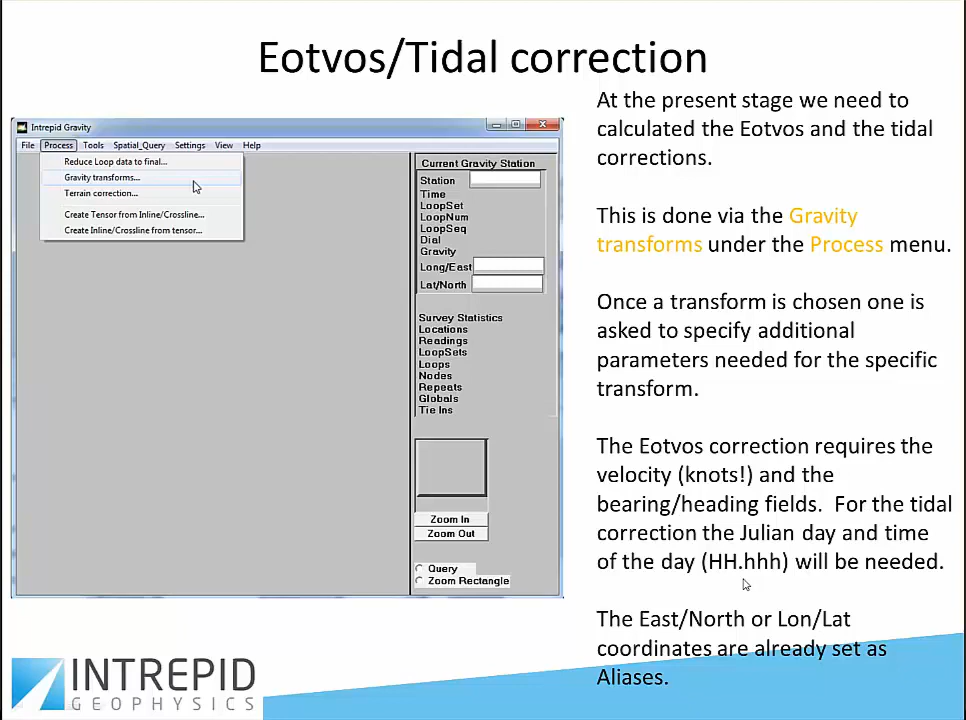 Eotvos/Tidal correction
Intrepid Gravity
File Process Tools Spatial_Query Settings View Help
Reduce Loop data to final...
Gravity transforms...
Terrain correction...
Create Tensor from Inline/Crossline...
Create Inline/Crossline from tensor...
Current Gravity Station
Station
Time
LoopSet
LoopNum
LoopSeq
Dial
Gravity
Long/East
Lat/North
Survey Statistics
Locations
Readings
LoopSets
Loops
Nodes
Repeats
Globals
Tie Ins
Zoom In
Zoom Out
Query
Zoom Rectangle
At the present stage we need to
calculated the Eotvos and the tidal
corrections.
This is done via the Gravity
transforms under the Process menu.
Once a transform is chosen one is
asked to specify additional
parameters needed for the specific
transform.
The Eotvos correction requires the
velocity (knots!) and the
bearing/heading fields. For the tidal
correction the Julian day and time
of the day (HH.hhh) will be needed.
The East/North or Lon/Lat
coordinates are already set as
Aliases.
INTREPID
GEOPHYSICS